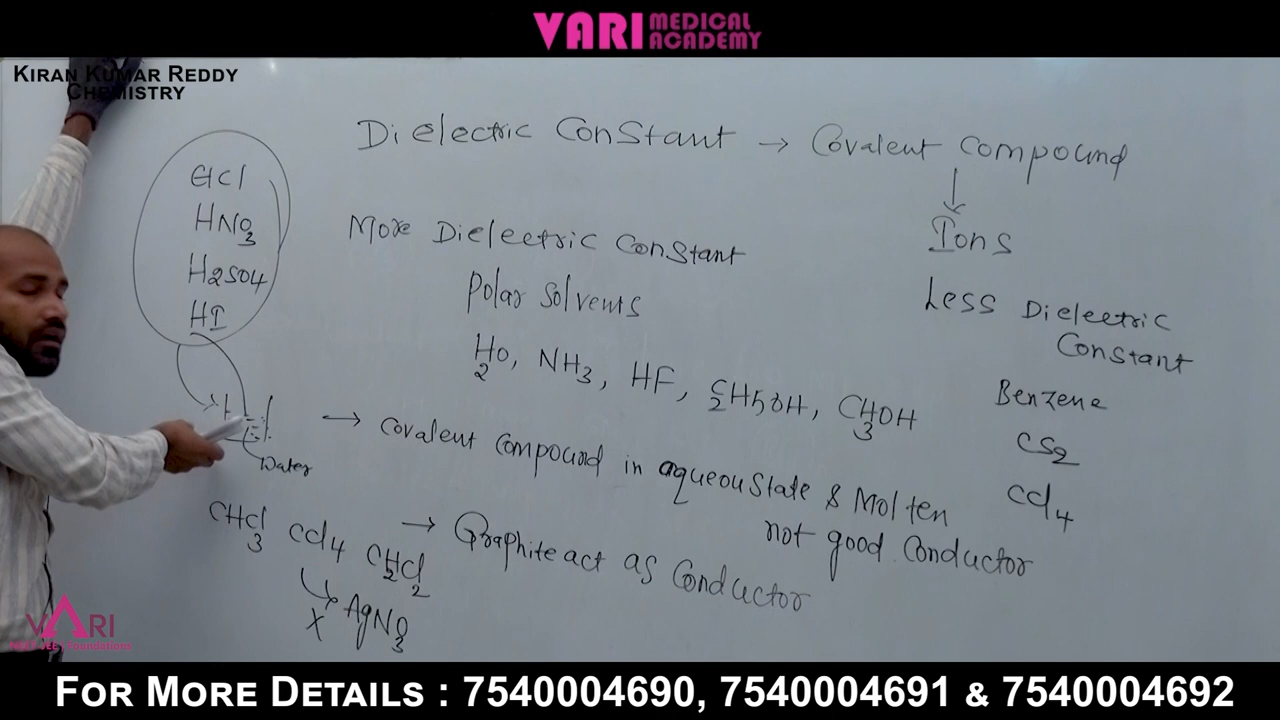 VARI MEDICAL ACADEMY
KIRAN KUMAR REDDY
CHEMISTRY
Dielectric Constant → Covalent Compound
↓
Ions
HCl
HNO3
H2SO4
HI
Water
More Dielectric Constant
Polar Solvents
H2O, NH3, HF, C2H5OH, CH3OH
Less Dielectric
Constant
Benzene
CS2
CCl4
→ Covalent Compound in aqueous state & Molten
not good Conductor
→ Graphite act as Conductor
CHCl3 CCl4 CH2Cl2
X AgNO3
VARI
NEET-JEE | Foundations
FOR MORE DETAILS : 7540004690, 7540004691 & 7540004692